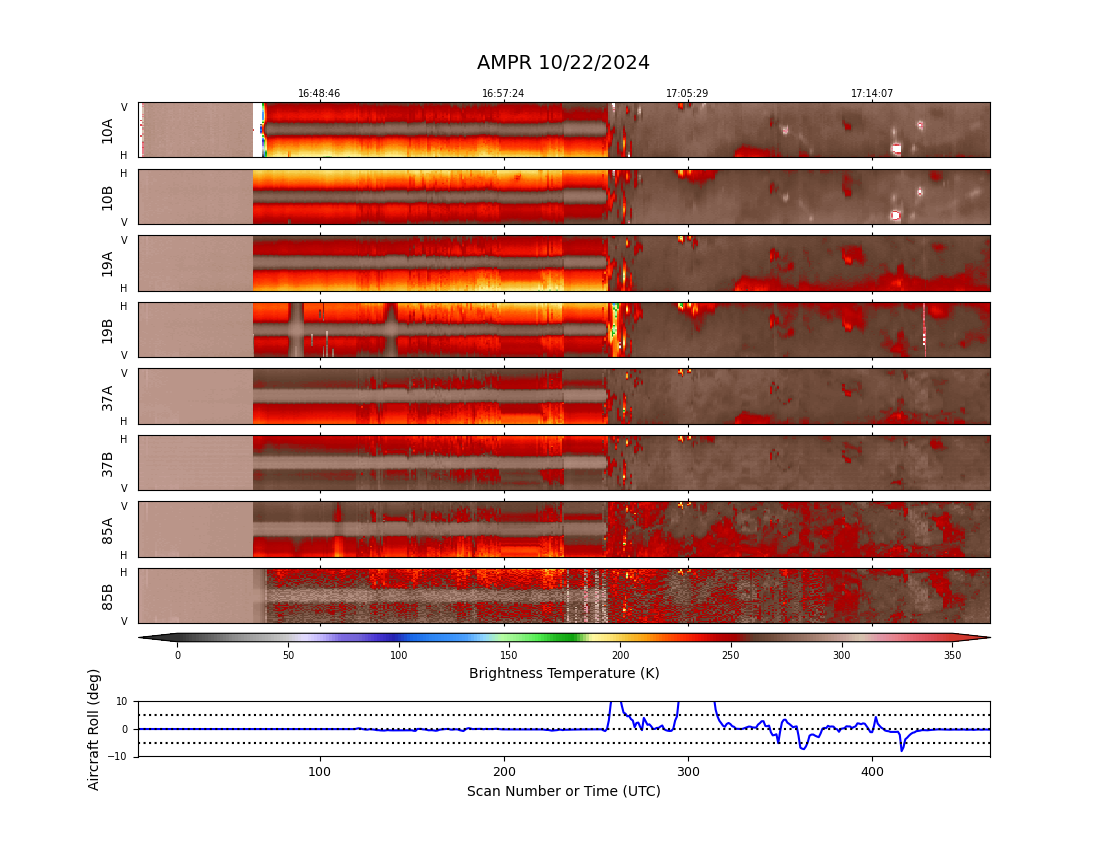 AMPR 10/22/2024
16:48:46 16:57:24 17:05:29 17:14:07
V
10A
H
H
10B
V
V
19A
H
H
19B
V
V
37A
H
H
37B
V
V
85A
H
H
85B
V
0 50 100 150 200 250 300 350
Brightness Temperature (K)
Aircraft Roll (deg)
10
0
−10
100 200 300 400
Scan Number or Time (UTC)